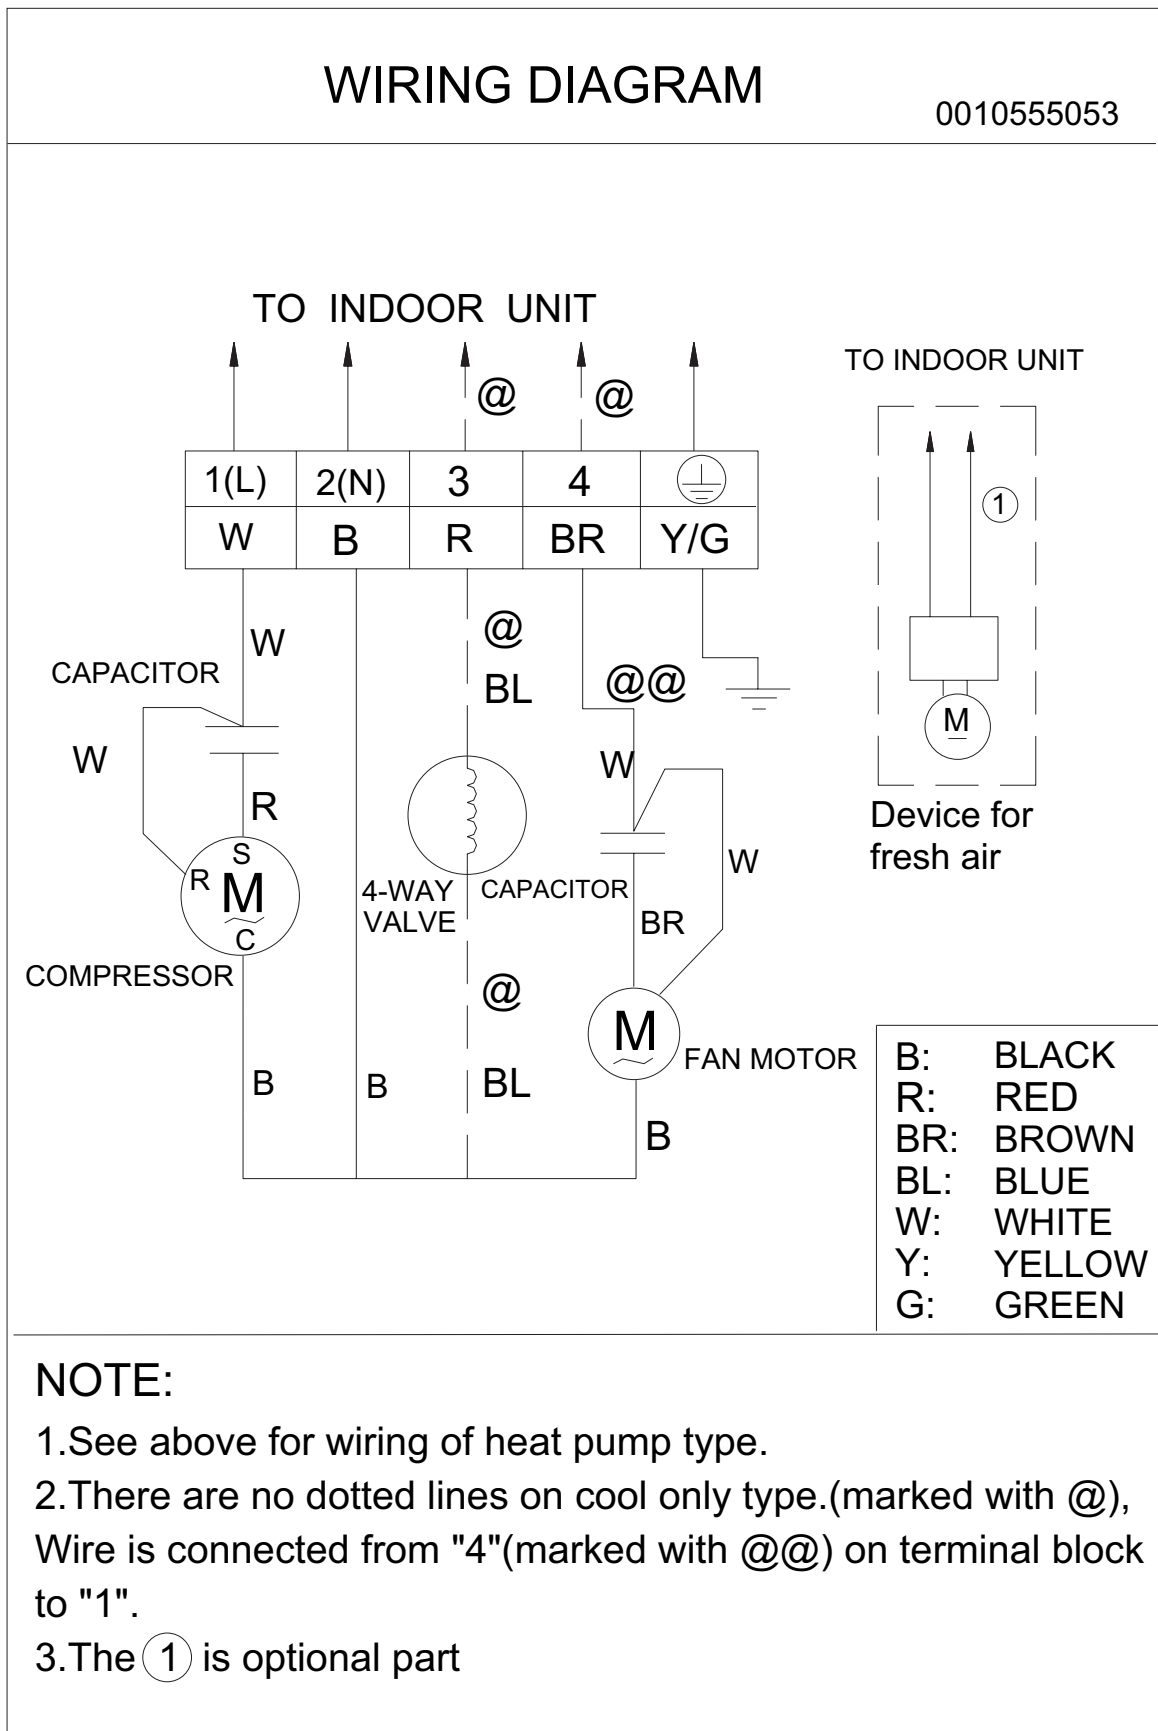 WIRING DIAGRAM
0010555053
TO INDOOR UNIT
@ @
1(L) 2(N) 3 4
W B R BR Y/G
TO INDOOR UNIT
1
M
Device for
fresh air
W
CAPACITOR
W
R
S
R M
C
COMPRESSOR
B
B
@
BL
4-WAY
VALVE
@
BL
@@
W
CAPACITOR
W
BR
M
FAN MOTOR
B
B: BLACK
R: RED
BR: BROWN
BL: BLUE
W: WHITE
Y: YELLOW
G: GREEN
NOTE:
1.See above for wiring of heat pump type.
2.There are no dotted lines on cool only type.(marked with @),
Wire is connected from "4"(marked with @@) on terminal block
to "1".
3.The 1 is optional part